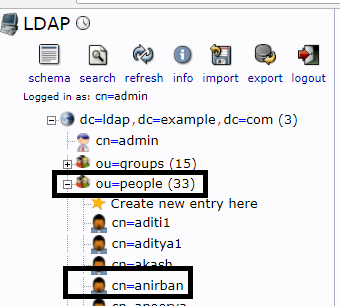 LDAP
schema search refresh info import export logout
Logged in as: cn=admin
dc=ldap,dc=example,dc=com (3)
cn=admin
ou=groups (15)
ou=people (33)
Create new entry here
cn=aditi1
cn=aditya1
cn=akash
cn=anirban
cn=apoorva